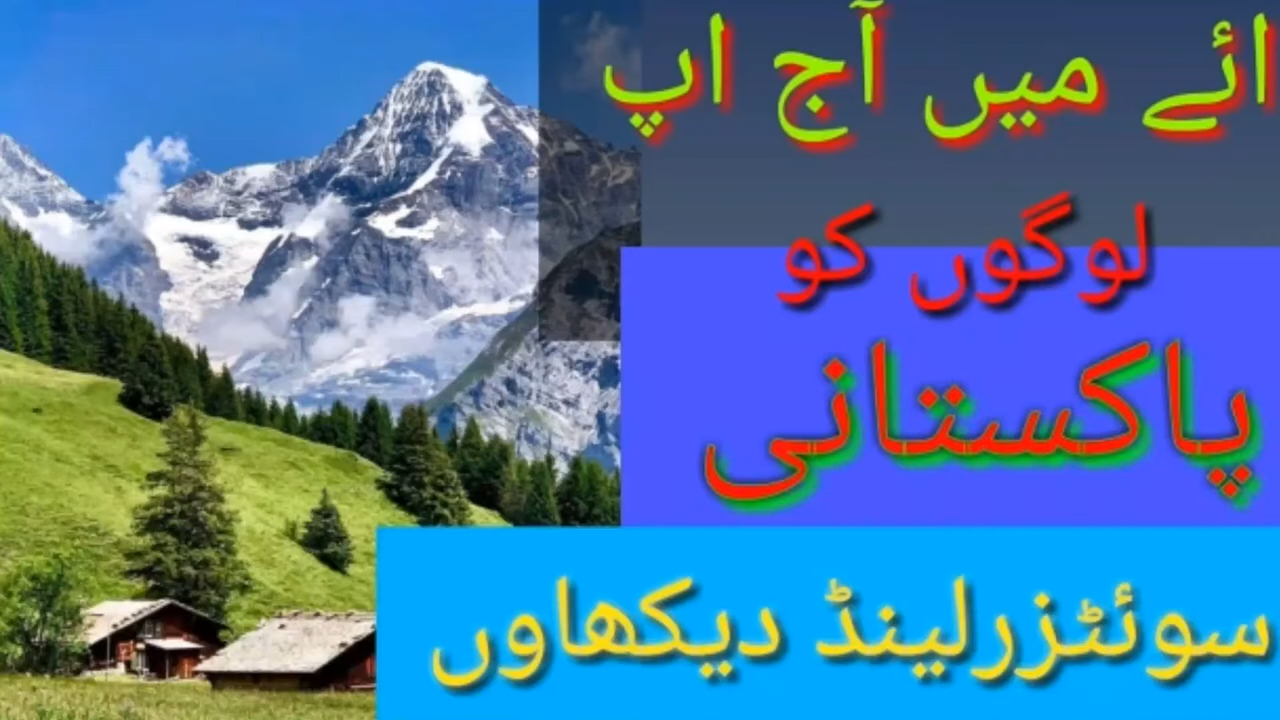 ائے میں آج اپ
لوگوں کو
پاکستانی
سوئٹزرلینڈ دیکھاوں